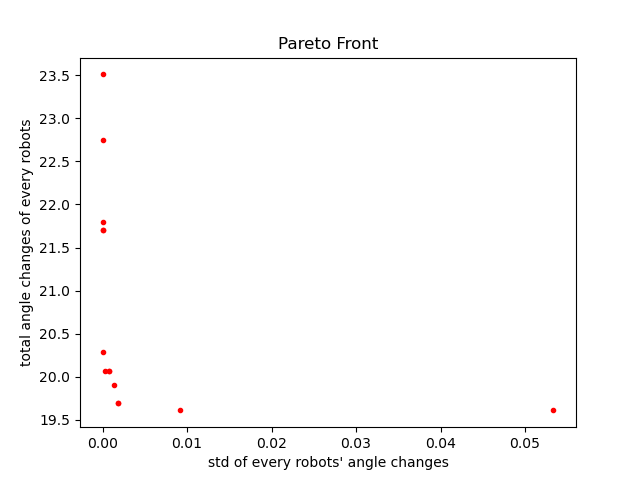 Pareto Front
total angle changes of every robots
23.5
23.0
22.5
22.0
21.5
21.0
20.5
20.0
19.5
0.00 0.01 0.02 0.03 0.04 0.05
std of every robots' angle changes